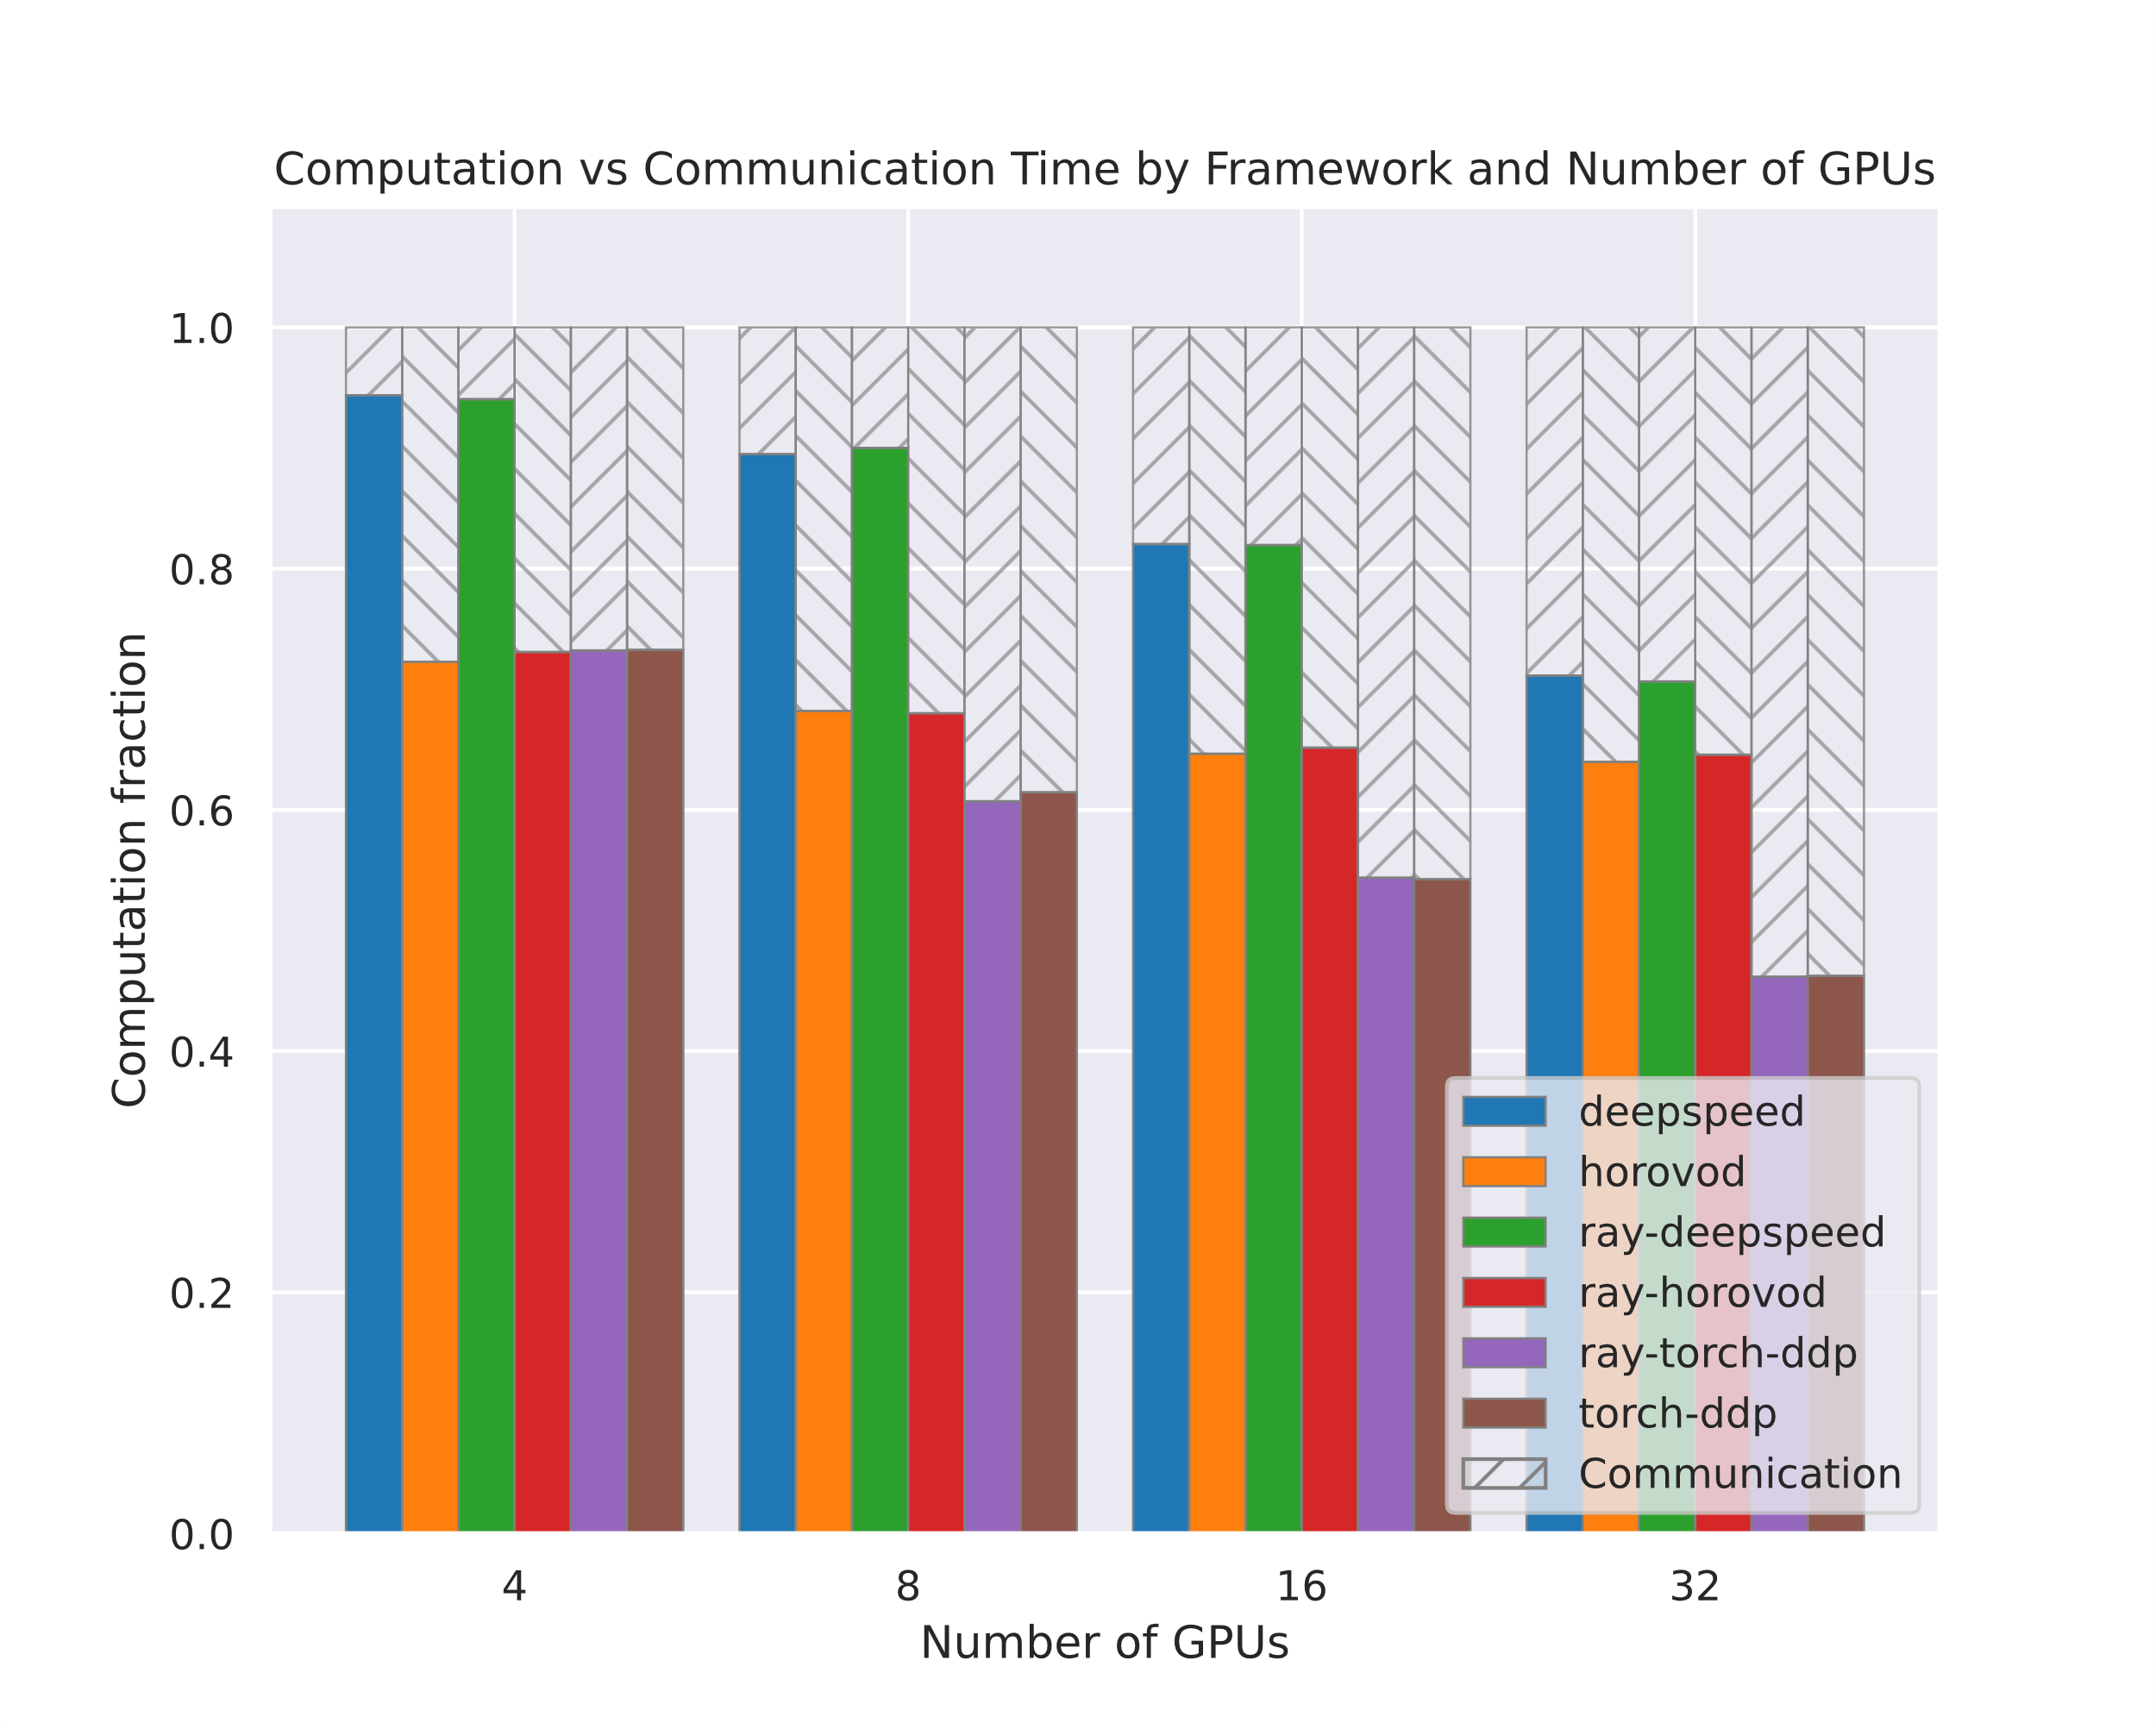 Computation vs Communication Time by Framework and Number of GPUs
Computation fraction
1.0
0.8
0.6
0.4
0.2
0.0
4
8
16
32
Number of GPUs
deepspeed
horovod
ray-deepspeed
ray-horovod
ray-torch-ddp
torch-ddp
Communication